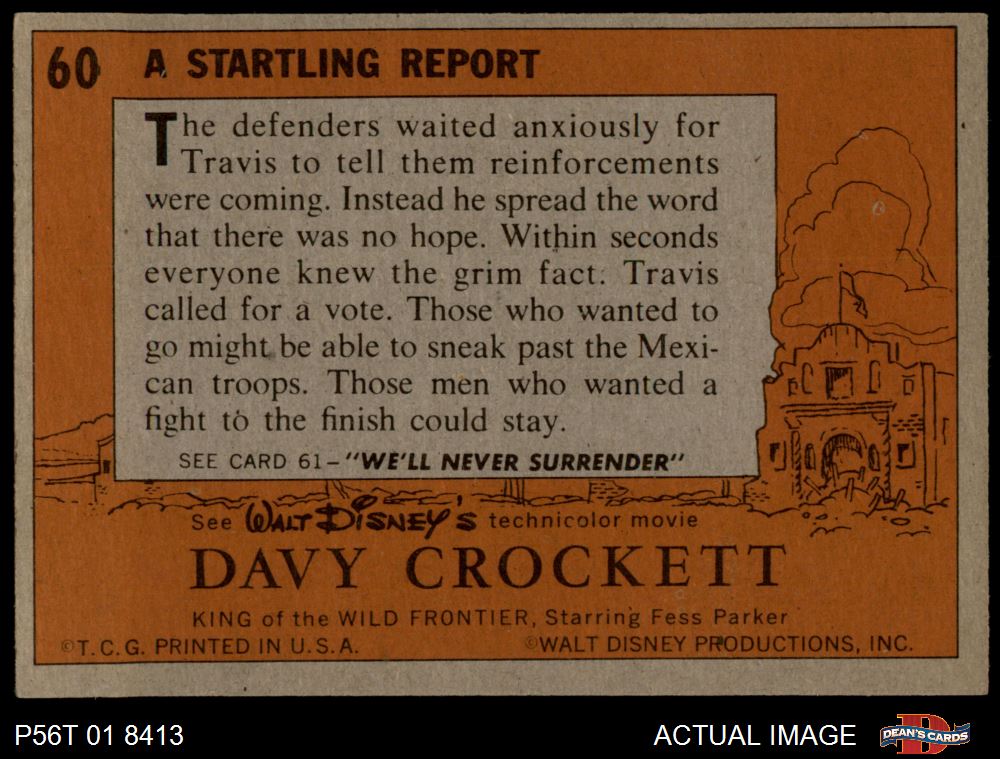 60 A STARTLING REPORT
The defenders waited anxiously for
Travis to tell them reinforcements
were coming. Instead he spread the word
that there was no hope. Within seconds
everyone knew the grim fact. Travis
called for a vote. Those who wanted to
go might be able to sneak past the Mexi-
can troops. Those men who wanted a
fight to the finish could stay.
SEE CARD 61–"WE'LL NEVER SURRENDER"
See WALT DISNEY'S technicolor movie
DAVY CROCKETT
KING of the WILD FRONTIER, Starring Fess Parker
©T.C.G. PRINTED IN U.S.A. ©WALT DISNEY PRODUCTIONS, INC.
P56T 01 8413 ACTUAL IMAGE D DEAN'S CARDS